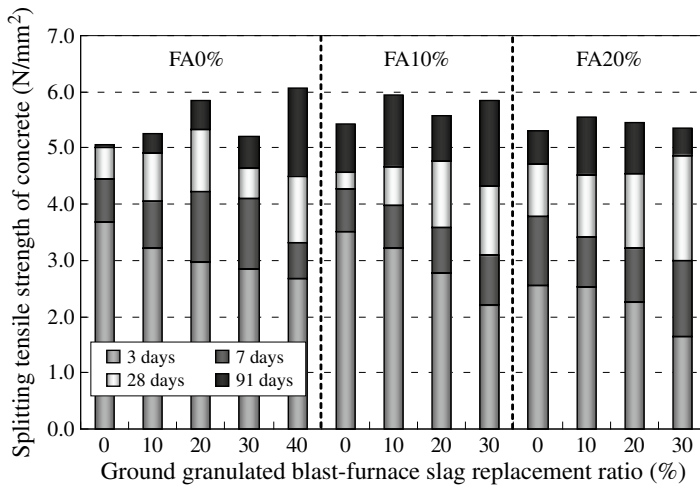 Splitting tensile strength of concrete (N/mm²)
7.0
6.0
5.0
4.0
3.0
2.0
1.0
0.0
FA0% FA10% FA20%
3 days 7 days
28 days 91 days
0 10 20 30 40 0 10 20 30 0 10 20 30
Ground granulated blast-furnace slag replacement ratio (%)